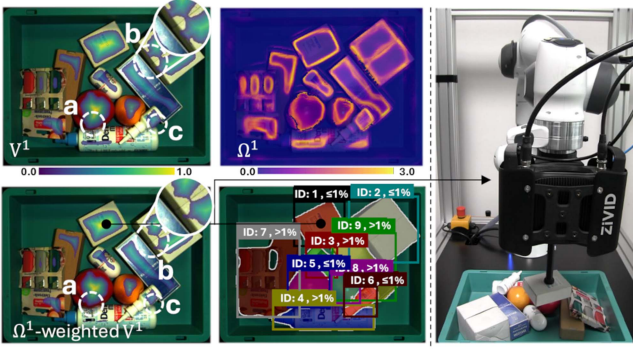 b
a
c
V¹
Ω¹
0.0
1.0
0.0
3.0
ZiViD
b
a
c
Ω¹-weighted V¹
ID: 1 , ≤1%
ID: 2 , ≤1%
ID: 9 , >1%
ID: 7 , >1%
ID: 3 , >1%
ID: 5 , ≤1%
D: 8 , >1%
ID: 6 , ≤1%
ID: 4 , >1%